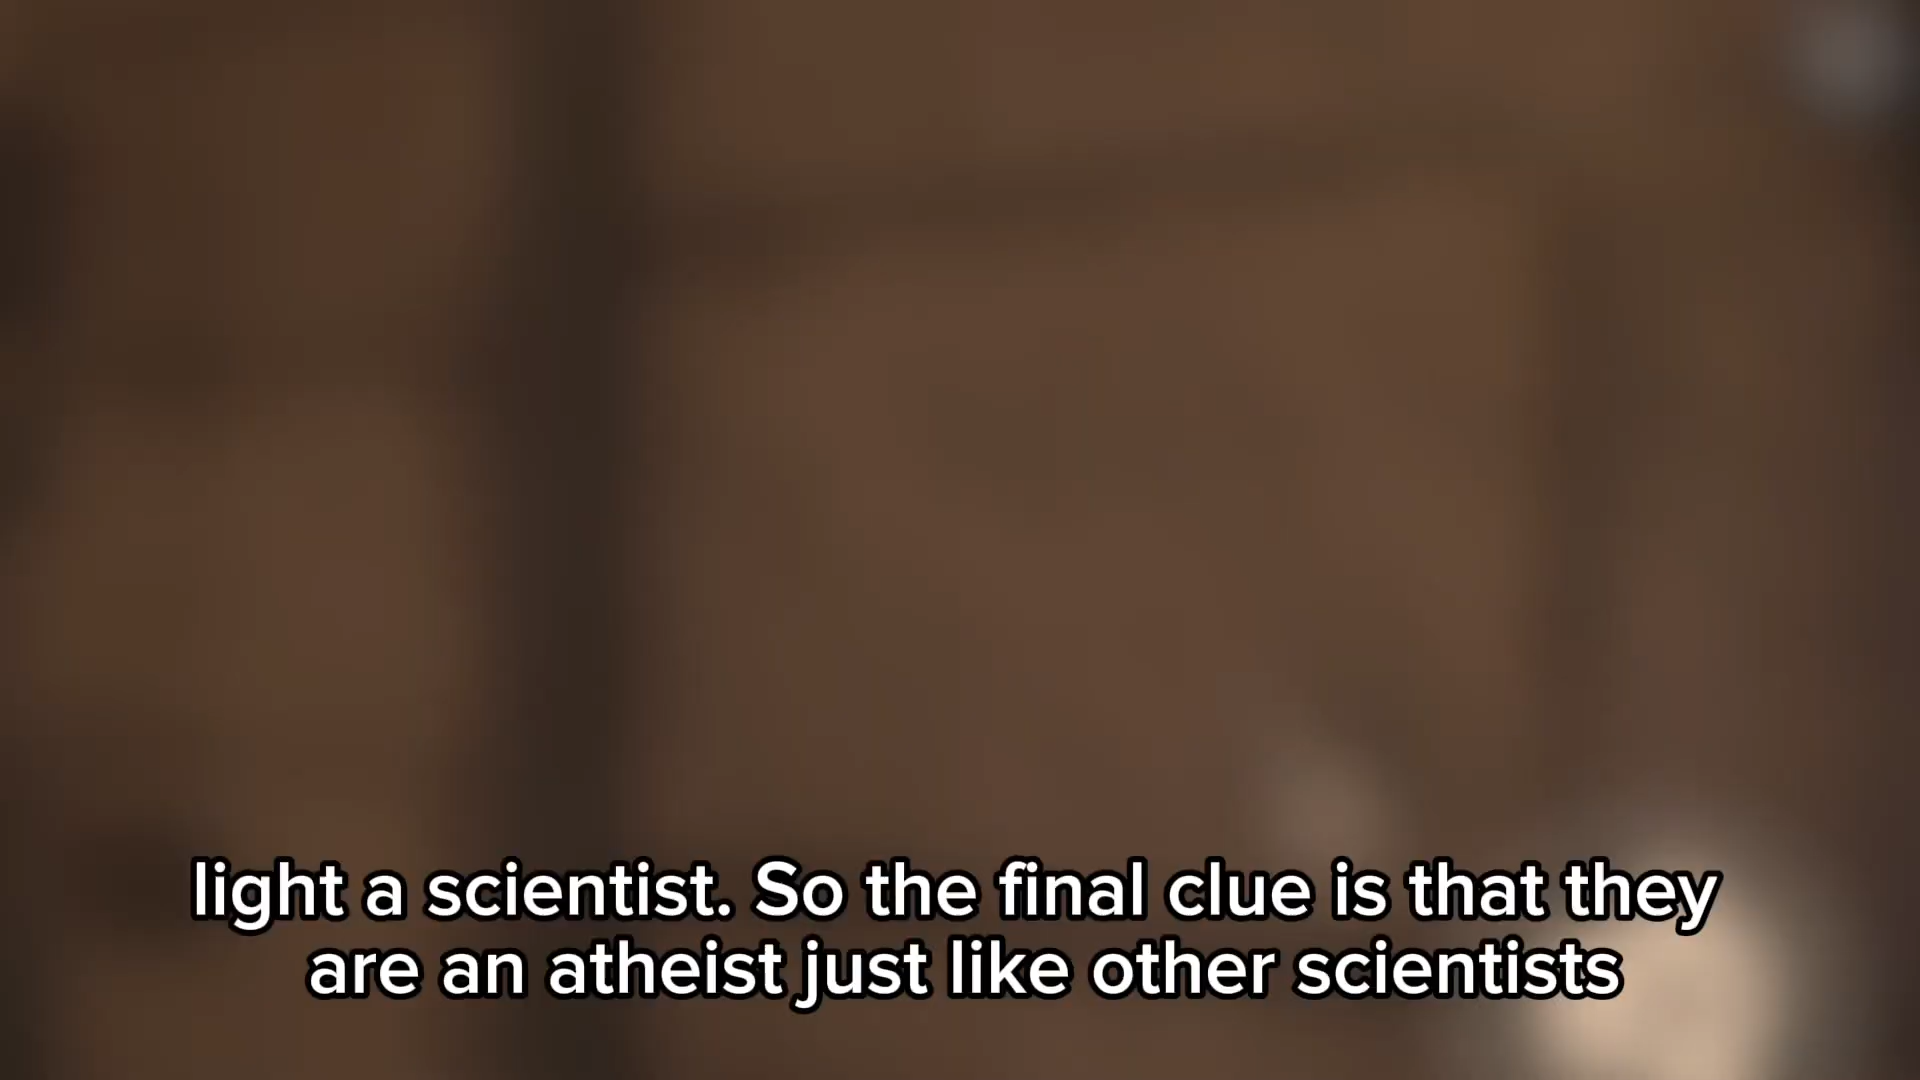 light a scientist. So the final clue is that they
are an atheist just like other scientists